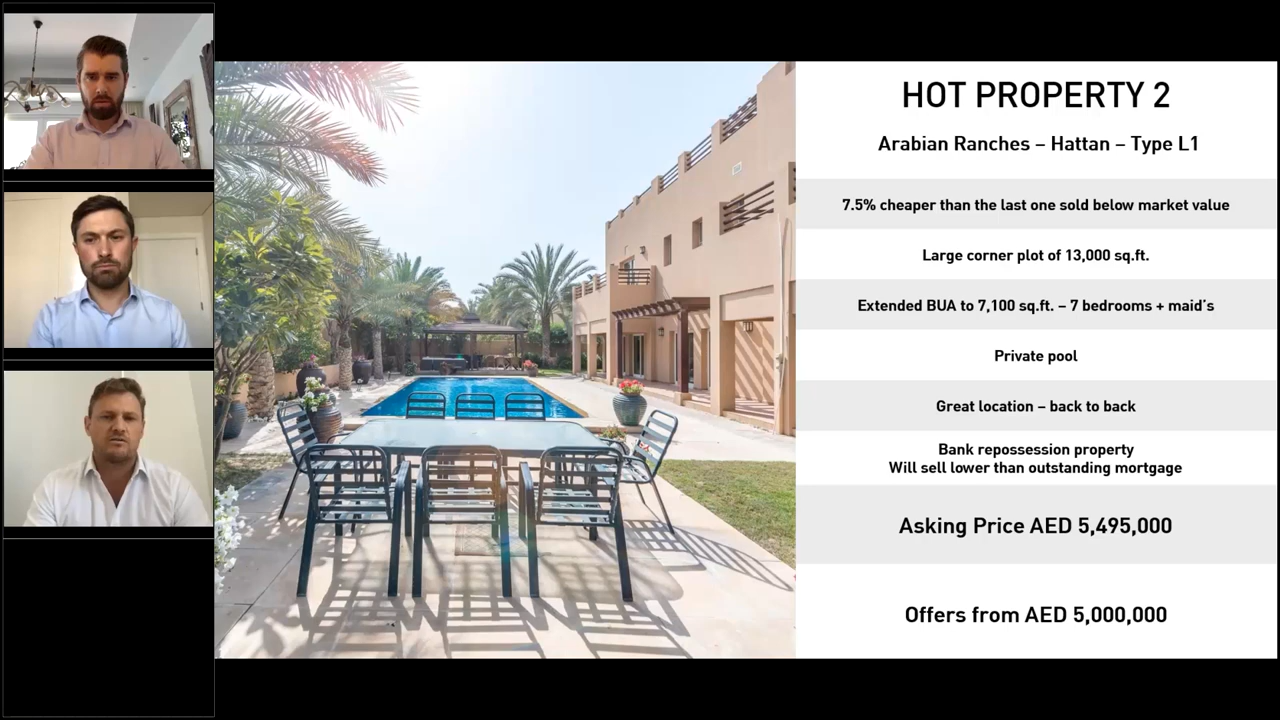 HOT PROPERTY 2
Arabian Ranches – Hattan – Type L1
7.5% cheaper than the last one sold below market value
Large corner plot of 13,000 sq.ft.
Extended BUA to 7,100 sq.ft. – 7 bedrooms + maid's
Private pool
Great location – back to back
Bank repossession property
Will sell lower than outstanding mortgage
Asking Price AED 5,495,000
Offers from AED 5,000,000